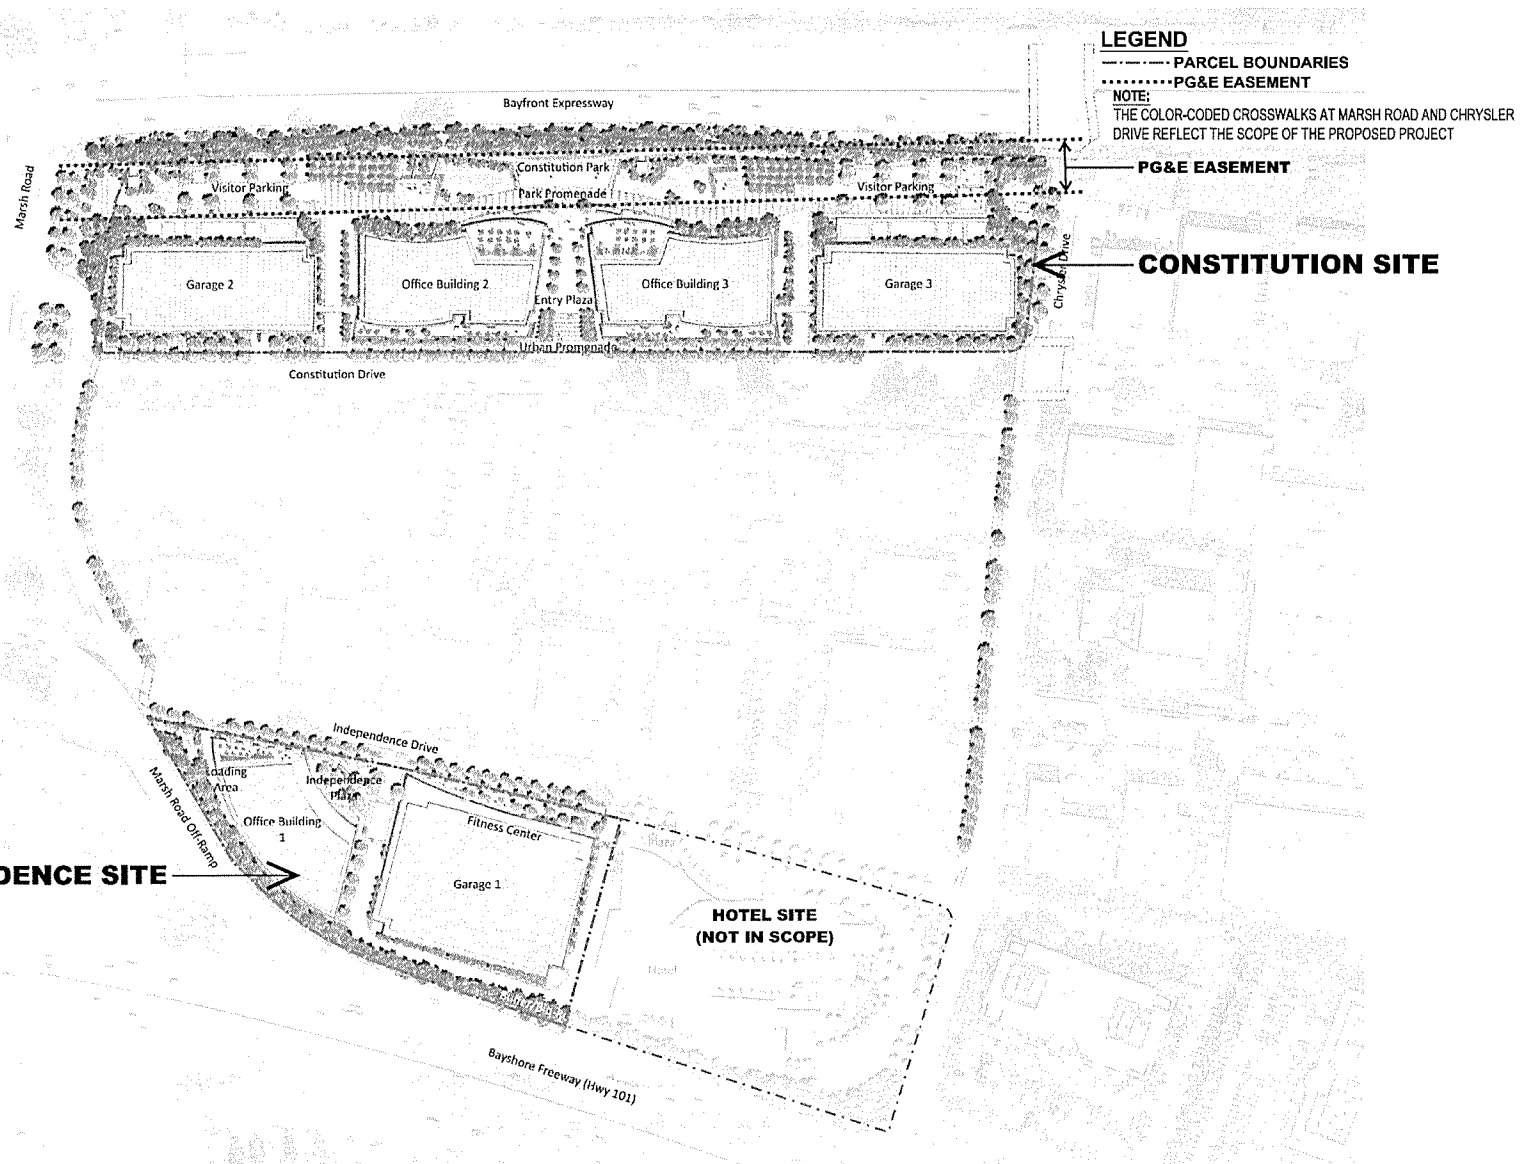 LEGEND
PARCEL BOUNDARIES
PG&E EASEMENT
NOTE:
THE COLOR-CODED CROSSWALKS AT MARSH ROAD AND CHRYSLER
DRIVE REFLECT THE SCOPE OF THE PROPOSED PROJECT
Bayfront Expressway
Marsh Road
Constitution Park
PG&E EASEMENT
Visitor Parking
Park Promenade
Visitor Parking
Chrysler Drive
CONSTITUTION SITE
Garage 2
Office Building 2
Office Building 3
Garage 3
Entry Plaza
Urban Promenade
Constitution Drive
Independence Drive
Loading
Area
Independence
Plaza
Marsh Road Off-Ramp
Office Building
1
Fitness Center
Plaza
DENCE SITE
Garage 1
HOTEL SITE
(NOT IN SCOPE)
Hotel
Bayshore Freeway (Hwy 101)